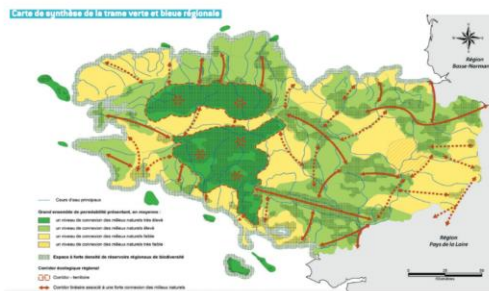 Carte de synthèse de la trame verte et bleue régionale
Région
Basse-Normandie
Cours d'eau principaux
Grand ensemble de perméabilité présentant, en moyenne :
un niveau de connexion des milieux naturels très élevé
un niveau de connexion des milieux naturels élevé
un niveau de connexion des milieux naturels faible
un niveau de connexion des milieux naturels très faible
Espace à forte densité de réservoirs régionaux de biodiversité
Corridor écologique régional
Corridor - territoire
Corridor linéaire associé à une forte connexion des milieux naturels
Région
Pays de la Loire